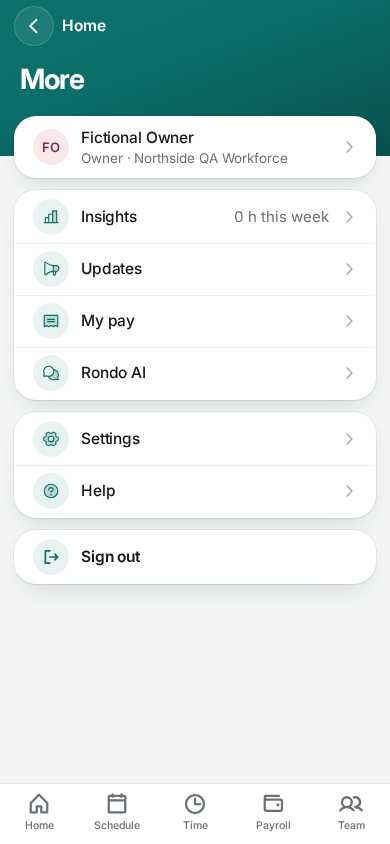 Home
More
FO
Fictional Owner
Owner · Northside QA Workforce
Insights 0 h this week
Updates
My pay
Rondo AI
Settings
Help
Sign out
Home Schedule Time Payroll Team